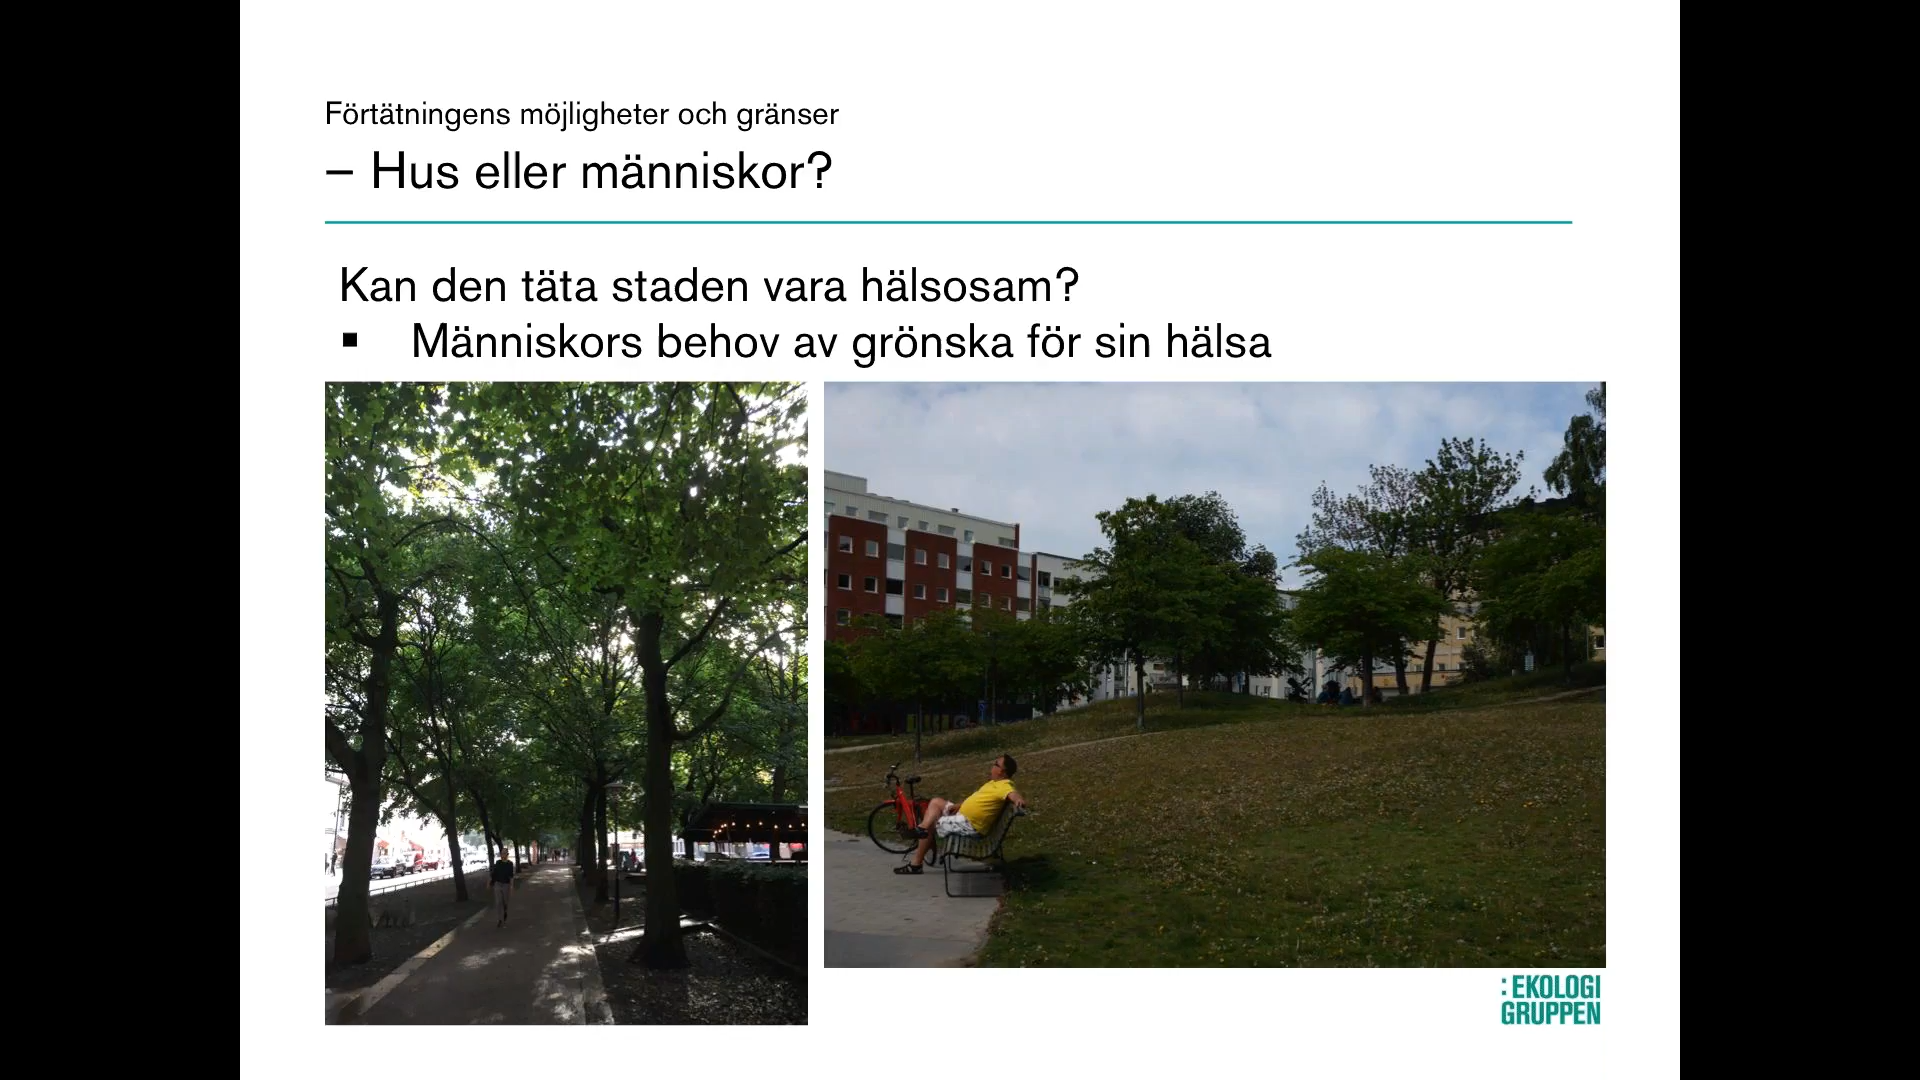 Förtätningens möjligheter och gränser
– Hus eller människor?
Kan den täta staden vara hälsosam?
▪ Människors behov av grönska för sin hälsa
:EKOLOGI
GRUPPEN